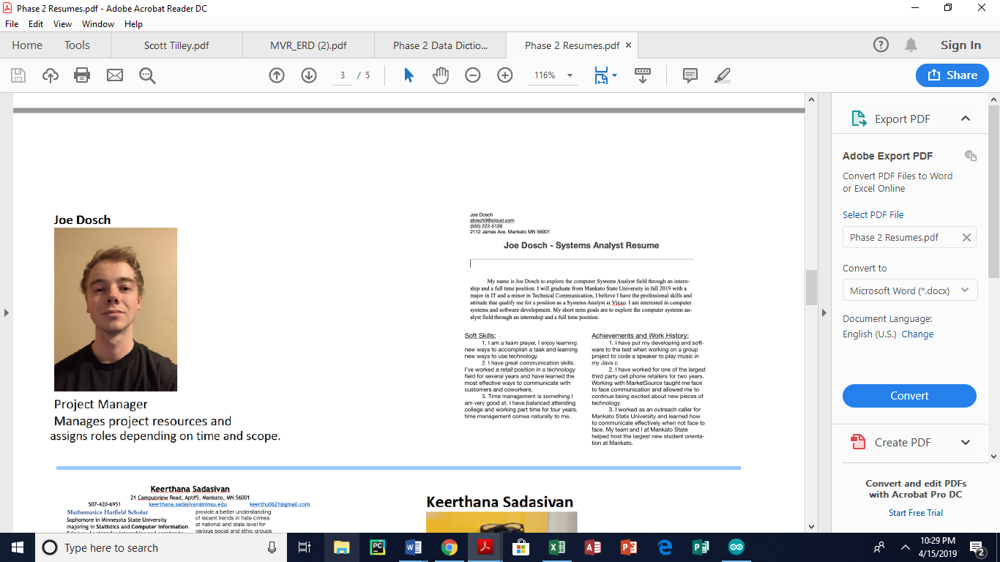 Phase 2 Resumes.pdf - Adobe Acrobat Reader DC
File Edit View Window Help
Home Tools Scott Tilley.pdf MVR_ERD (2).pdf Phase 2 Data Dictio... Phase 2 Resumes.pdf Sign In
3 / 5 116% Share
Export PDF
Adobe Export PDF
Convert PDF Files to Word
or Excel Online
Select PDF File
Phase 2 Resumes.pdf
Convert to
Microsoft Word (*.docx)
Document Language:
English (U.S.) Change
Convert
Create PDF
Convert and edit PDFs
with Acrobat Pro DC
Start Free Trial
Joe Dosch
Project Manager
Manages project resources and
assigns roles depending on time and scope.
Joe Dosch
jdosch0@icloud.com
(555) 222-5126
2112 James Ave. Mankato MN 56001
Joe Dosch - Systems Analyst Resume
My name is Joe Dosch to explore the computer Systems Analyst field through an intern-
ship and a full time position. I will graduate from Mankato State University in fall 2019 with a
major in IT and a minor in Technical Communication, I believe I have the professional skills and
attitude that qualify me for a position as a Systems Analyst at Vixxo. I am interested in computer
systems and software development. My short term goals are to explore the computer systems an-
alyst field through an internship and a full time position.
Soft Skills:
1. I am a team player, I enjoy learning
new ways to accomplish a task and learning
new ways to use technology.
2. I have great communication skills.
I've worked a retail position in a technology
field for several years and have learned the
most effective ways to communicate with
customers and coworkers.
3. Time management is something I
am very good at. I have balanced attending
college and working part time for four years,
time management comes naturally to me.
Achievements and Work History:
1. I have put my developing and soft-
ware to the test when working on a group
project to code a speaker to play music in
my Java c
2. I have worked for one of the largest
third party cell phone retailers for two years.
Working with MarketSource taught me face
to face communication and allowed me to
continue being excited about new pieces of
technology.
3. I worked as an outreach caller for
Mankato State University and learned how
to communicate effectively when not face to
face. My team and I at Mankato State
helped host the largest new student orienta-
tion at Mankato.
Keerthana Sadasivan
21 Campusview Road, Apt#5, Mankato, MN 56001
507-420-6951 keerthana.sadasivan@mnsu.edu keerthu0621@gmail.com
Mathematics Hatfield Scholar
Sophomore in Minnesota State University
majoring in Statistics and Computer Information
provide a better understanding
of recent trends in hate crimes
at national and state level for
various social and ethic groups
Keerthana Sadasivan
Type here to search
10:29 PM
4/15/2019
2